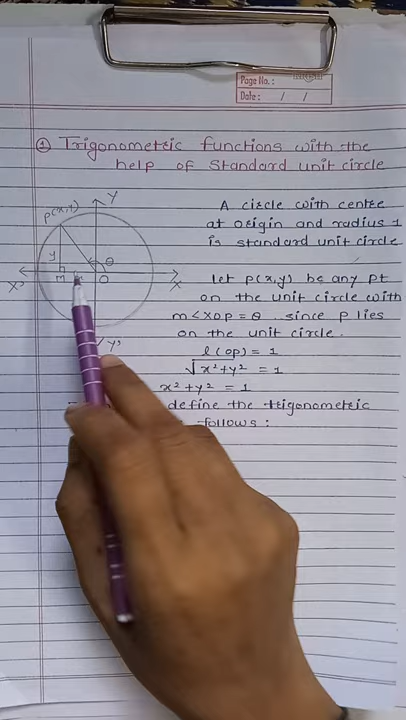 Page No.:
Date: / /
① Trigonometric functions with the
help of Standard unit circle
A circle with centre
at origin and radius 1
is standard unit circle
let P(x,y) be any pt
on the unit circle with
m<XOP = θ . since P lies
on the unit circle.
l(OP) = 1
√x²+y² = 1
x²+y² = 1
define the trigonometric
follows :
Y
P(x,y)
y
θ
X'
M
O
X
Y'